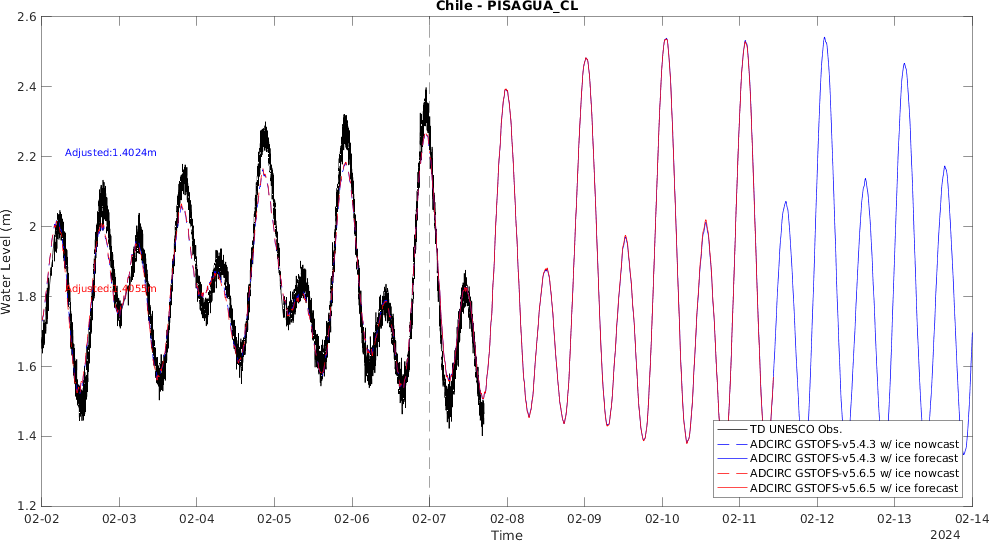 Chile - PISAGUA_CL
2.6
2.4
2.2
2
1.8
1.6
1.4
1.2
Water Level (m)
Adjusted:1.4024m
Adjusted:1.4055m
TD UNESCO Obs.
ADCIRC GSTOFS-v5.4.3 w/ ice nowcast
ADCIRC GSTOFS-v5.4.3 w/ ice forecast
ADCIRC GSTOFS-v5.6.5 w/ ice nowcast
ADCIRC GSTOFS-v5.6.5 w/ ice forecast
02-02 02-03 02-04 02-05 02-06 02-07 02-08 02-09 02-10 02-11 02-12 02-13 02-14
Time
2024